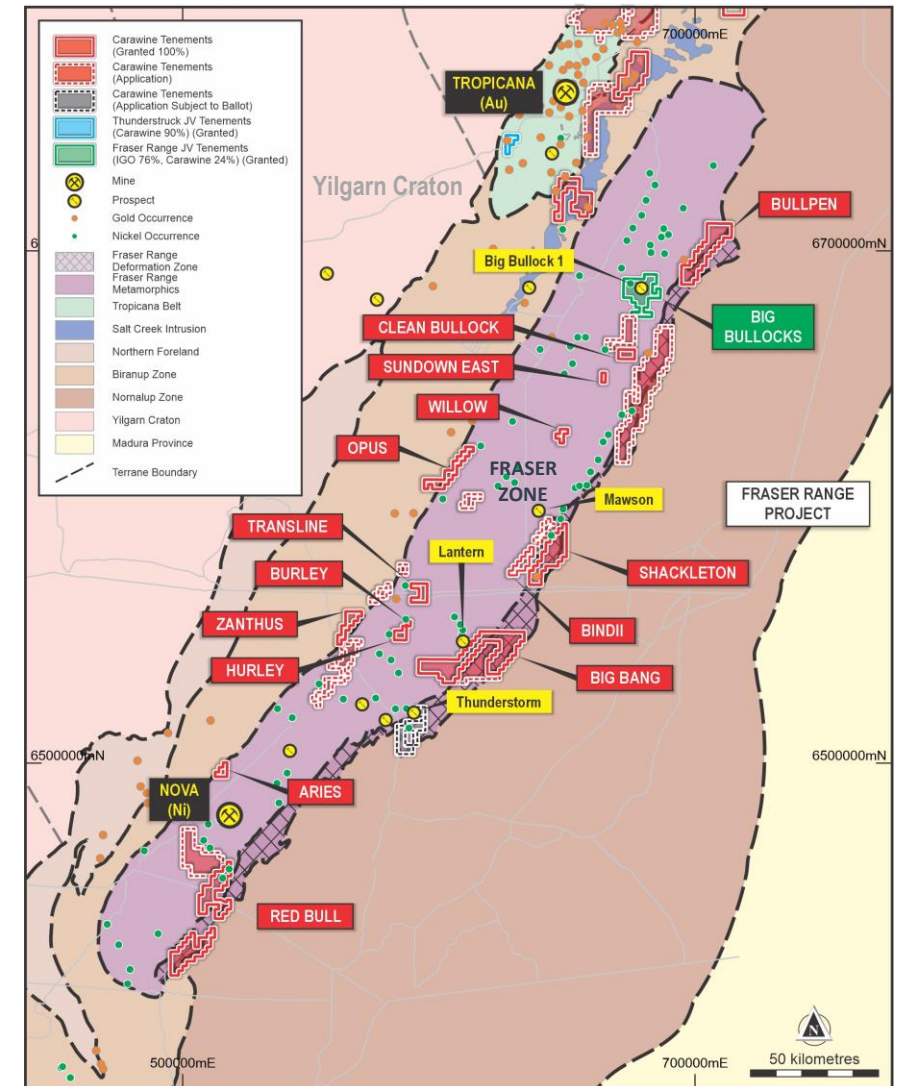 Carawine Tenements
(Granted 100%)
Carawine Tenements
(Application)
Carawine Tenements
(Application Subject to Ballot)
Thunderstruck JV Tenements
(Carawine 90%) (Granted)
Fraser Range JV Tenements
(IGO 76%, Carawine 24%) (Granted)
Mine
Prospect
Gold Occurrence
Nickel Occurrence
Fraser Range
Deformation Zone
Fraser Range
Metamorphics
Tropicana Belt
Salt Creek Intrusion
Northern Foreland
Biranup Zone
Nornalup Zone
Yilgarn Craton
Madura Province
Terrane Boundary
700000mE
TROPICANA
(Au)
Yilgarn Craton
BULLPEN
6700000mN
Big Bullock 1
BIG
BULLOCKS
CLEAN BULLOCK
SUNDOWN EAST
WILLOW
OPUS
FRASER
ZONE
Mawson
FRASER RANGE
PROJECT
TRANSLINE
Lantern
BURLEY
SHACKLETON
ZANTHUS
BINDII
HURLEY
BIG BANG
Thunderstorm
6500000mN
6500000mN
NOVA
(Ni)
ARIES
RED BULL
N
500000mE
700000mE
50 kilometres